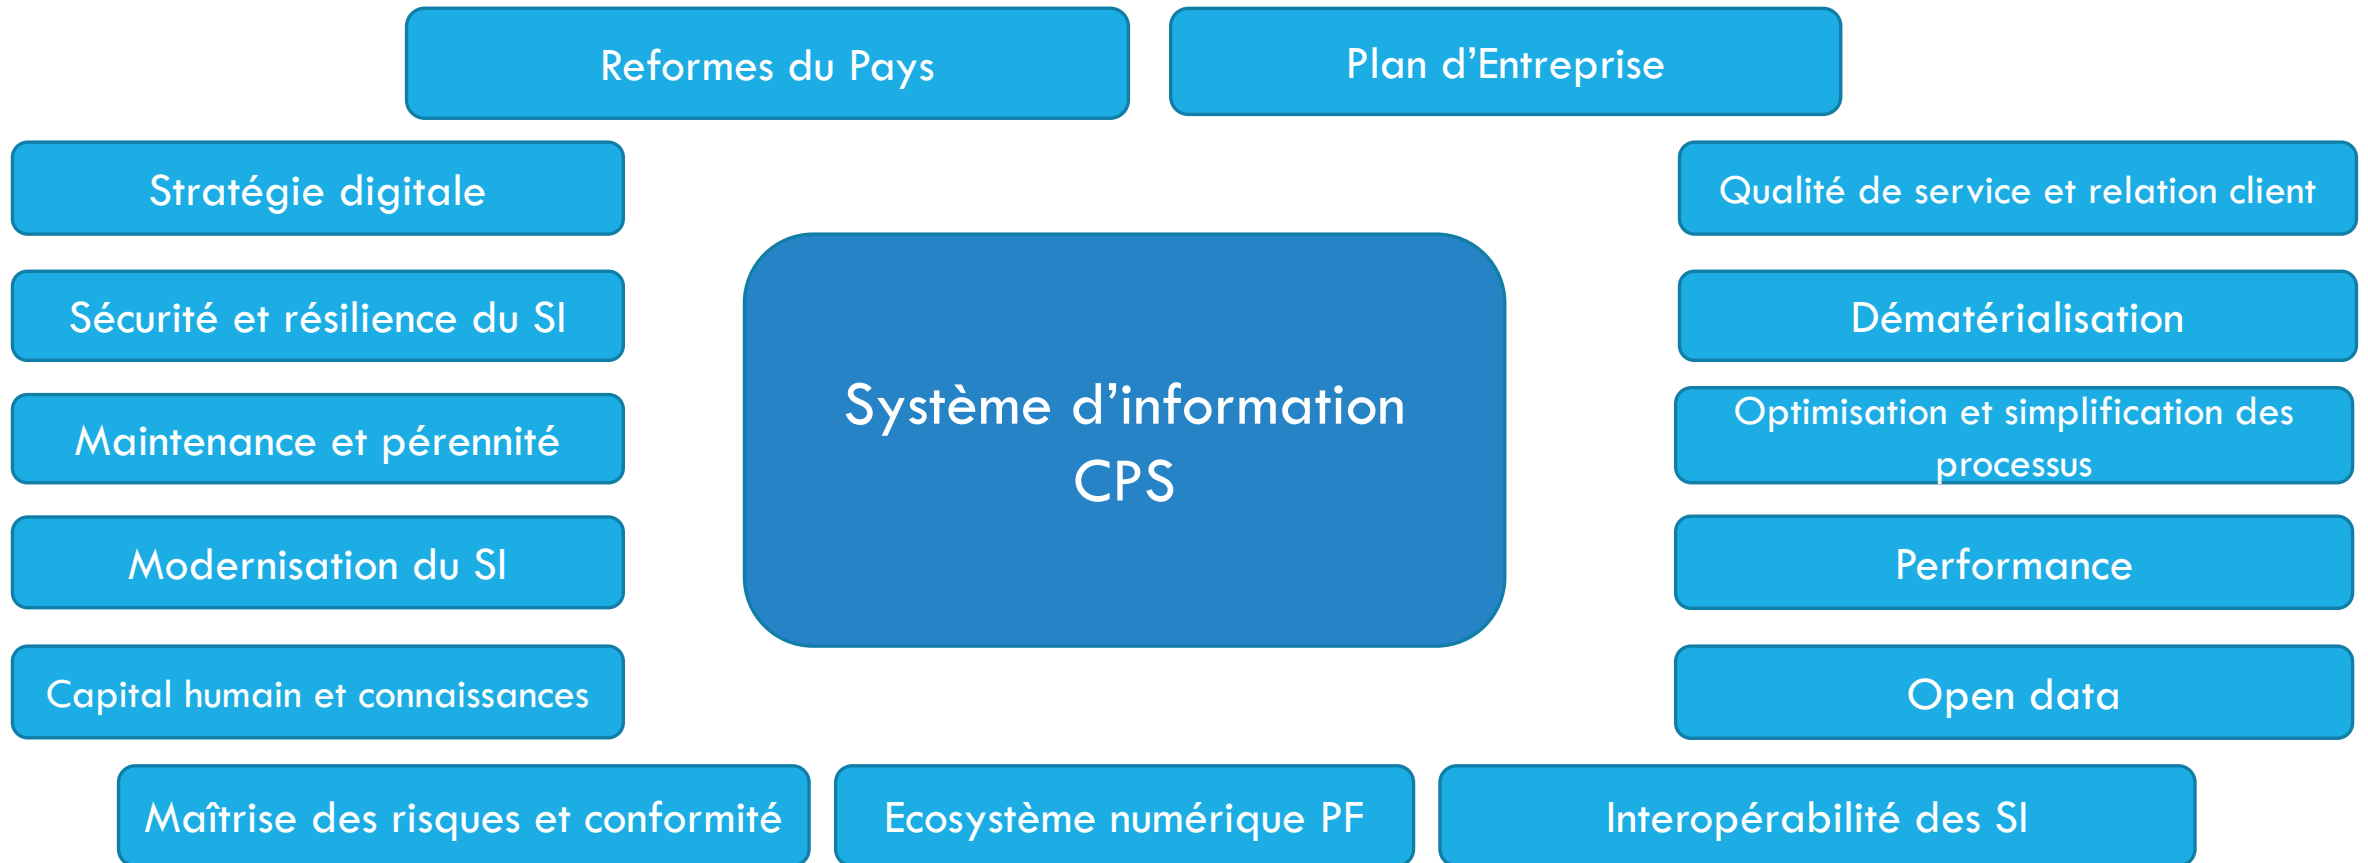 Reformes du Pays
Plan d’Entreprise
Stratégie digitale
Qualité de service et relation client
Sécurité et résilience du SI
Dématérialisation
Système d’information
CPS
Maintenance et pérennité
Optimisation et simplification des
processus
Modernisation du SI
Performance
Capital humain et connaissances
Open data
Maîtrise des risques et conformité
Ecosystème numérique PF
Interopérabilité des SI